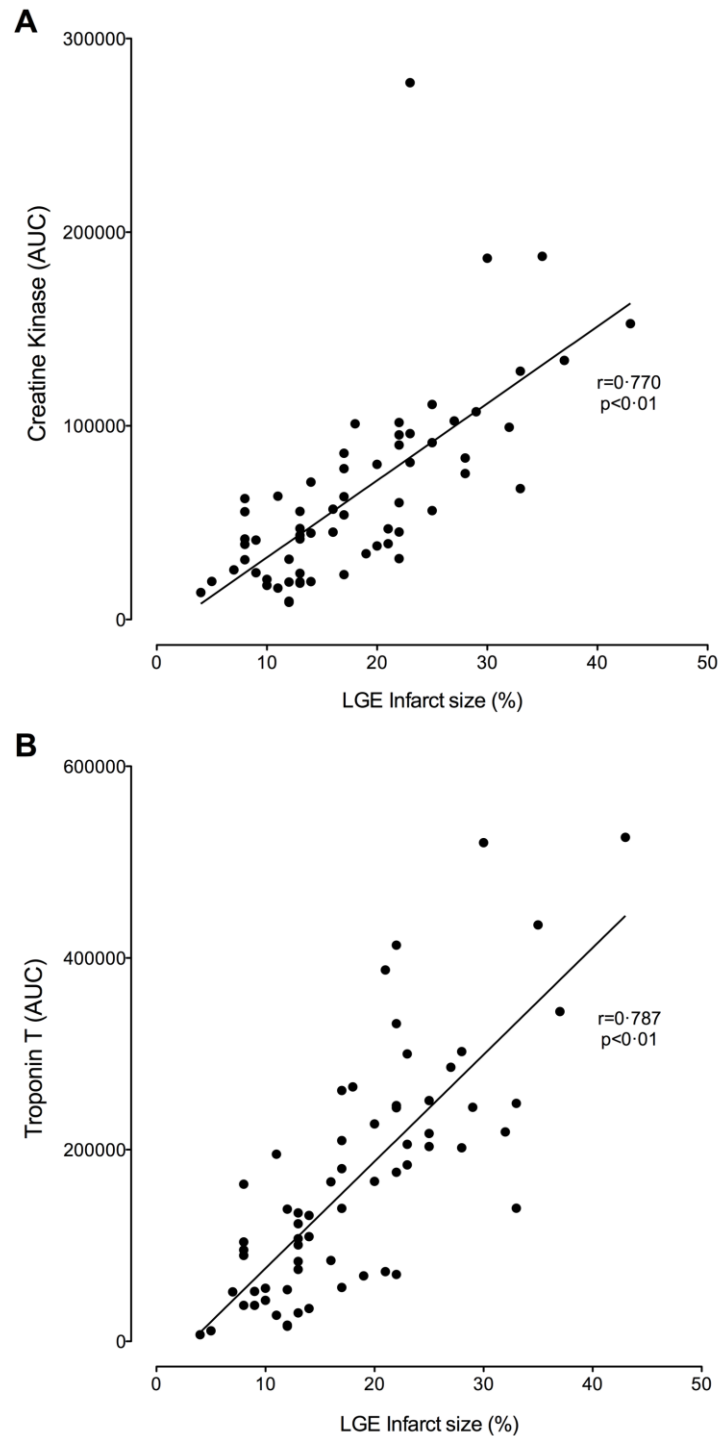 A
300000
200000
100000
0
Creatine Kinase (AUC)
r=0·770
p<0·01
0 10 20 30 40 50
LGE Infarct size (%)
B
600000
400000
200000
0
Troponin T (AUC)
r=0·787
p<0·01
0 10 20 30 40 50
LGE Infarct size (%)